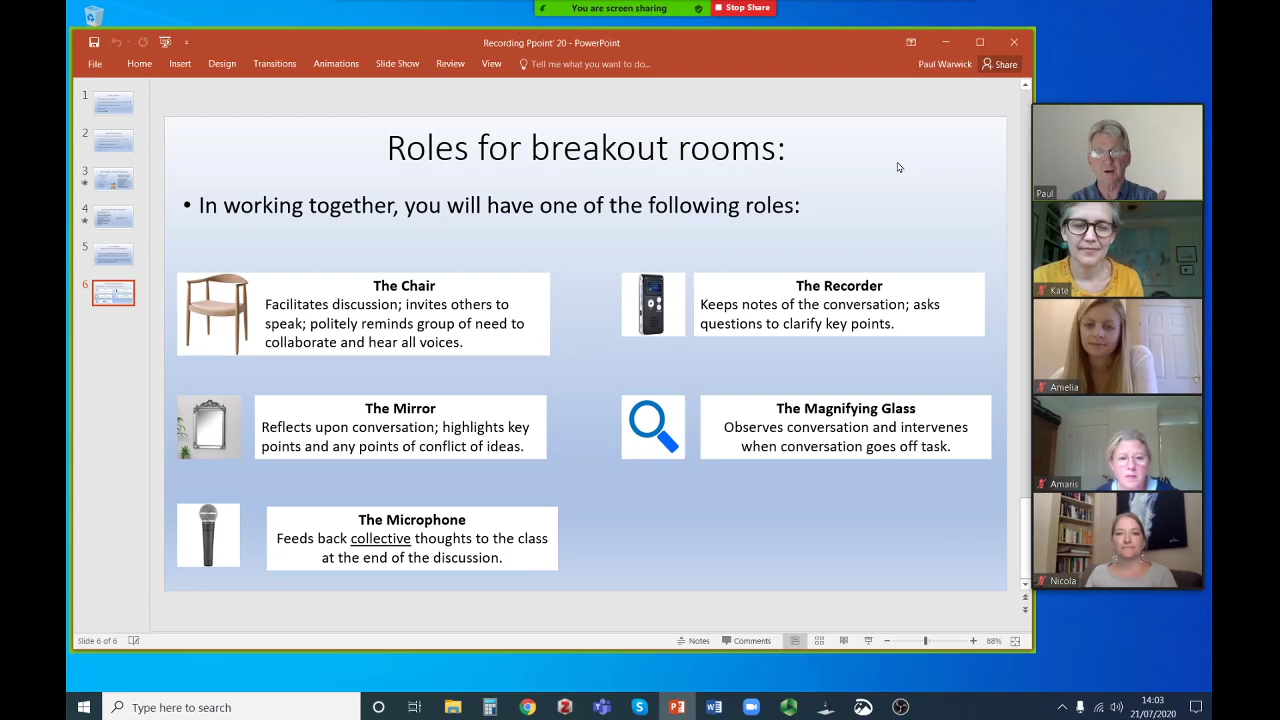 You are screen sharing
Stop Share
Recording Ppoint' 20 - PowerPoint
File
Home
Insert
Design
Transitions
Animations
Slide Show
Review
View
Tell me what you want to do...
Paul Warwick
Share
1
2
3
4
5
6
Roles for breakout rooms:
• In working together, you will have one of the following roles:
The Chair
Facilitates discussion; invites others to
speak; politely reminds group of need to
collaborate and hear all voices.
The Recorder
Keeps notes of the conversation; asks
questions to clarify key points.
The Mirror
Reflects upon conversation; highlights key
points and any points of conflict of ideas.
The Magnifying Glass
Observes conversation and intervenes
when conversation goes off task.
The Microphone
Feeds back collective thoughts to the class
at the end of the discussion.
Paul
Kate
Amelia
Amaris
Nicola
Slide 6 of 6
Notes
Comments
88%
Type here to search
14:03
21/07/2020